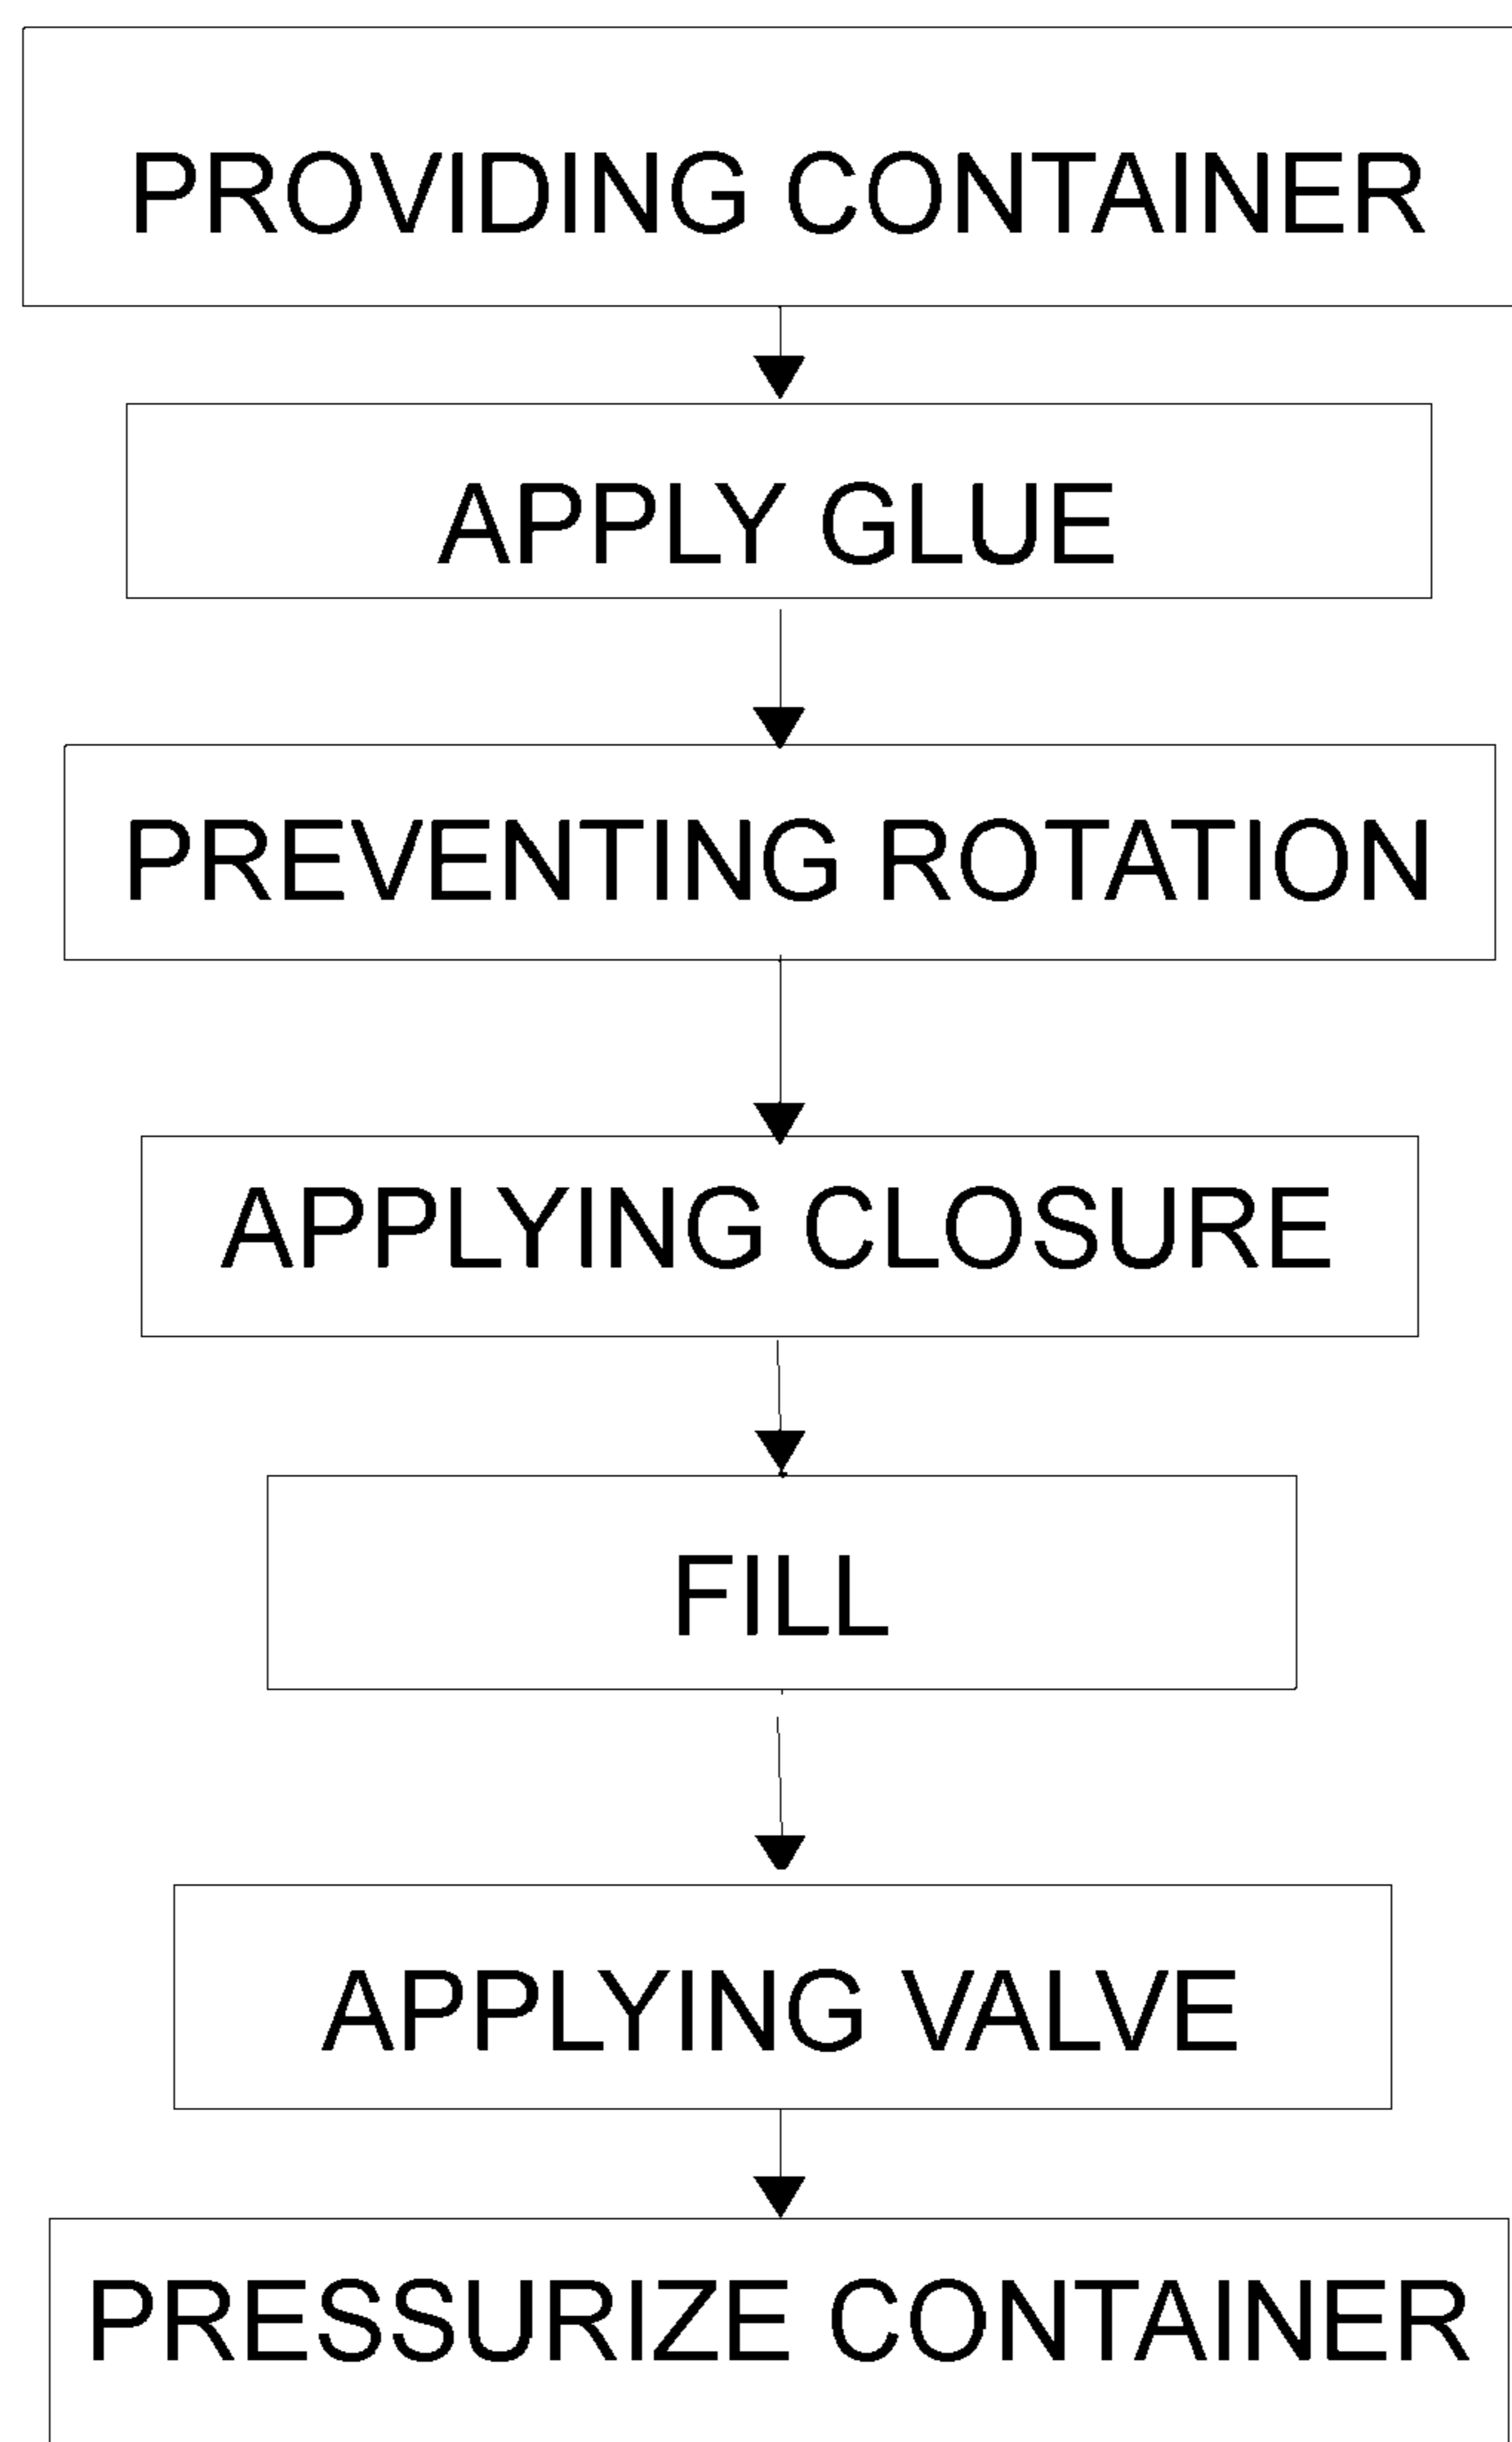 PROVIDING CONTAINER
APPLY GLUE
PREVENTING ROTATION
APPLYING CLOSURE
FILL
APPLYING VALVE
PRESSURIZE CONTAINER